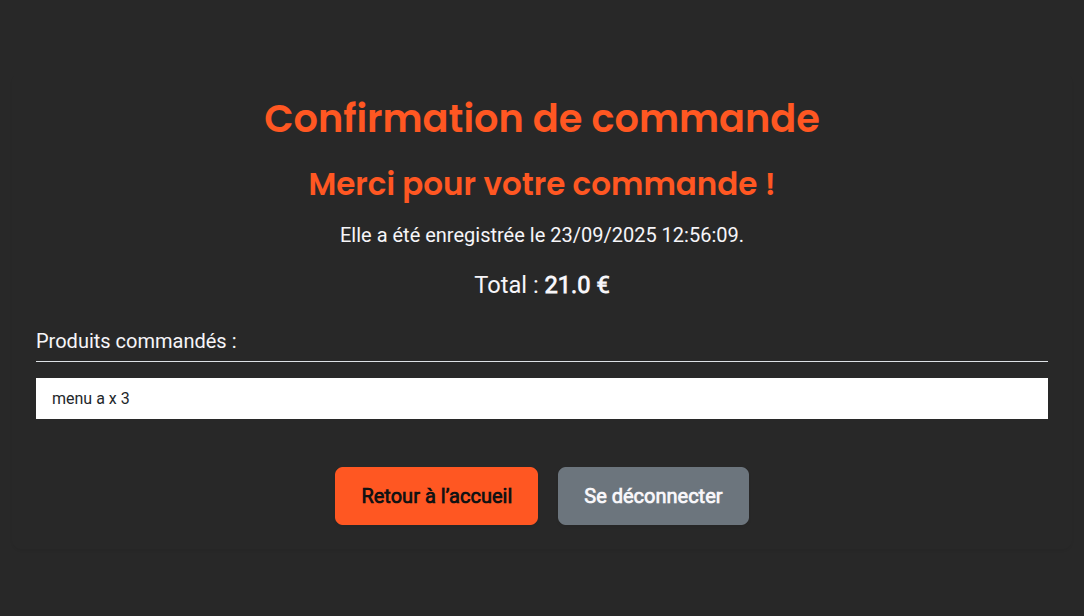 Confirmation de commande
Merci pour votre commande !
Elle a été enregistrée le 23/09/2025 12:56:09.
Total : 21.0 €
Produits commandés :
menu a x 3
Retour à l’accueil
Se déconnecter